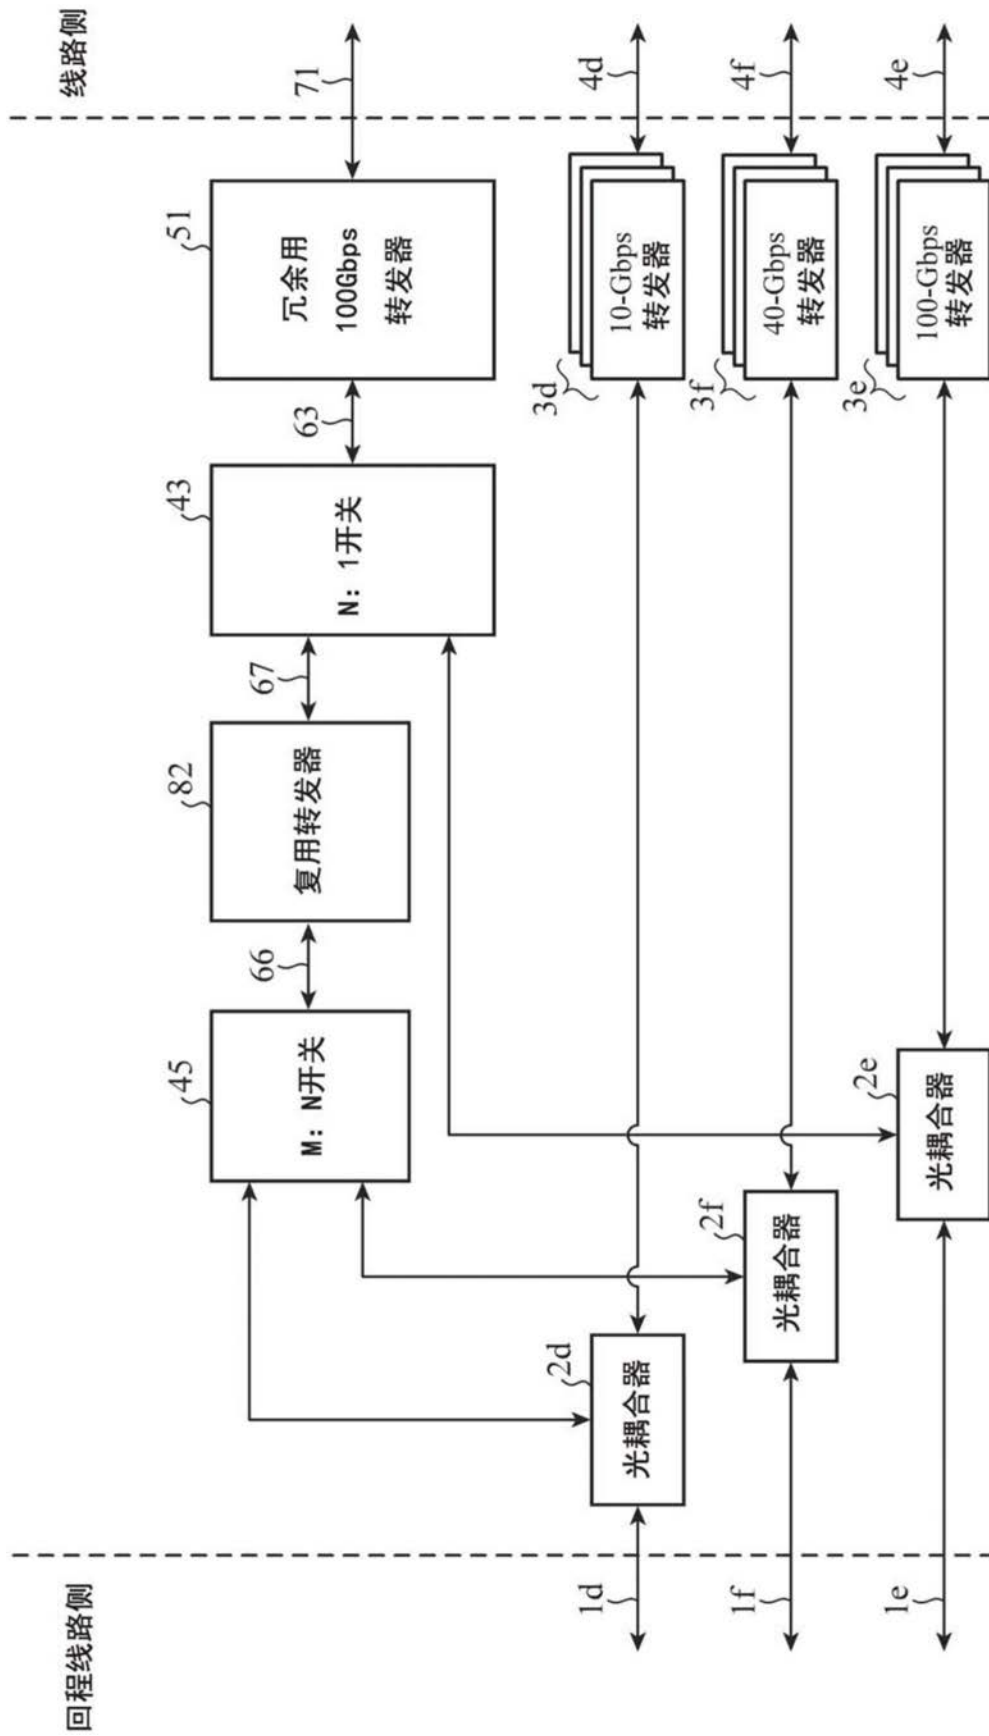 回程线路侧
线路侧
45
M：N开关
66
82
复用转发器
67
43
N：1开关
63
51
冗余用
100Gbps
转发器
71
1d
2d
光耦合器
3d
10-Gbps
转发器
4d
1f
2f
光耦合器
3f
40-Gbps
转发器
4f
1e
2e
光耦合器
3e
100-Gbps
转发器
4e